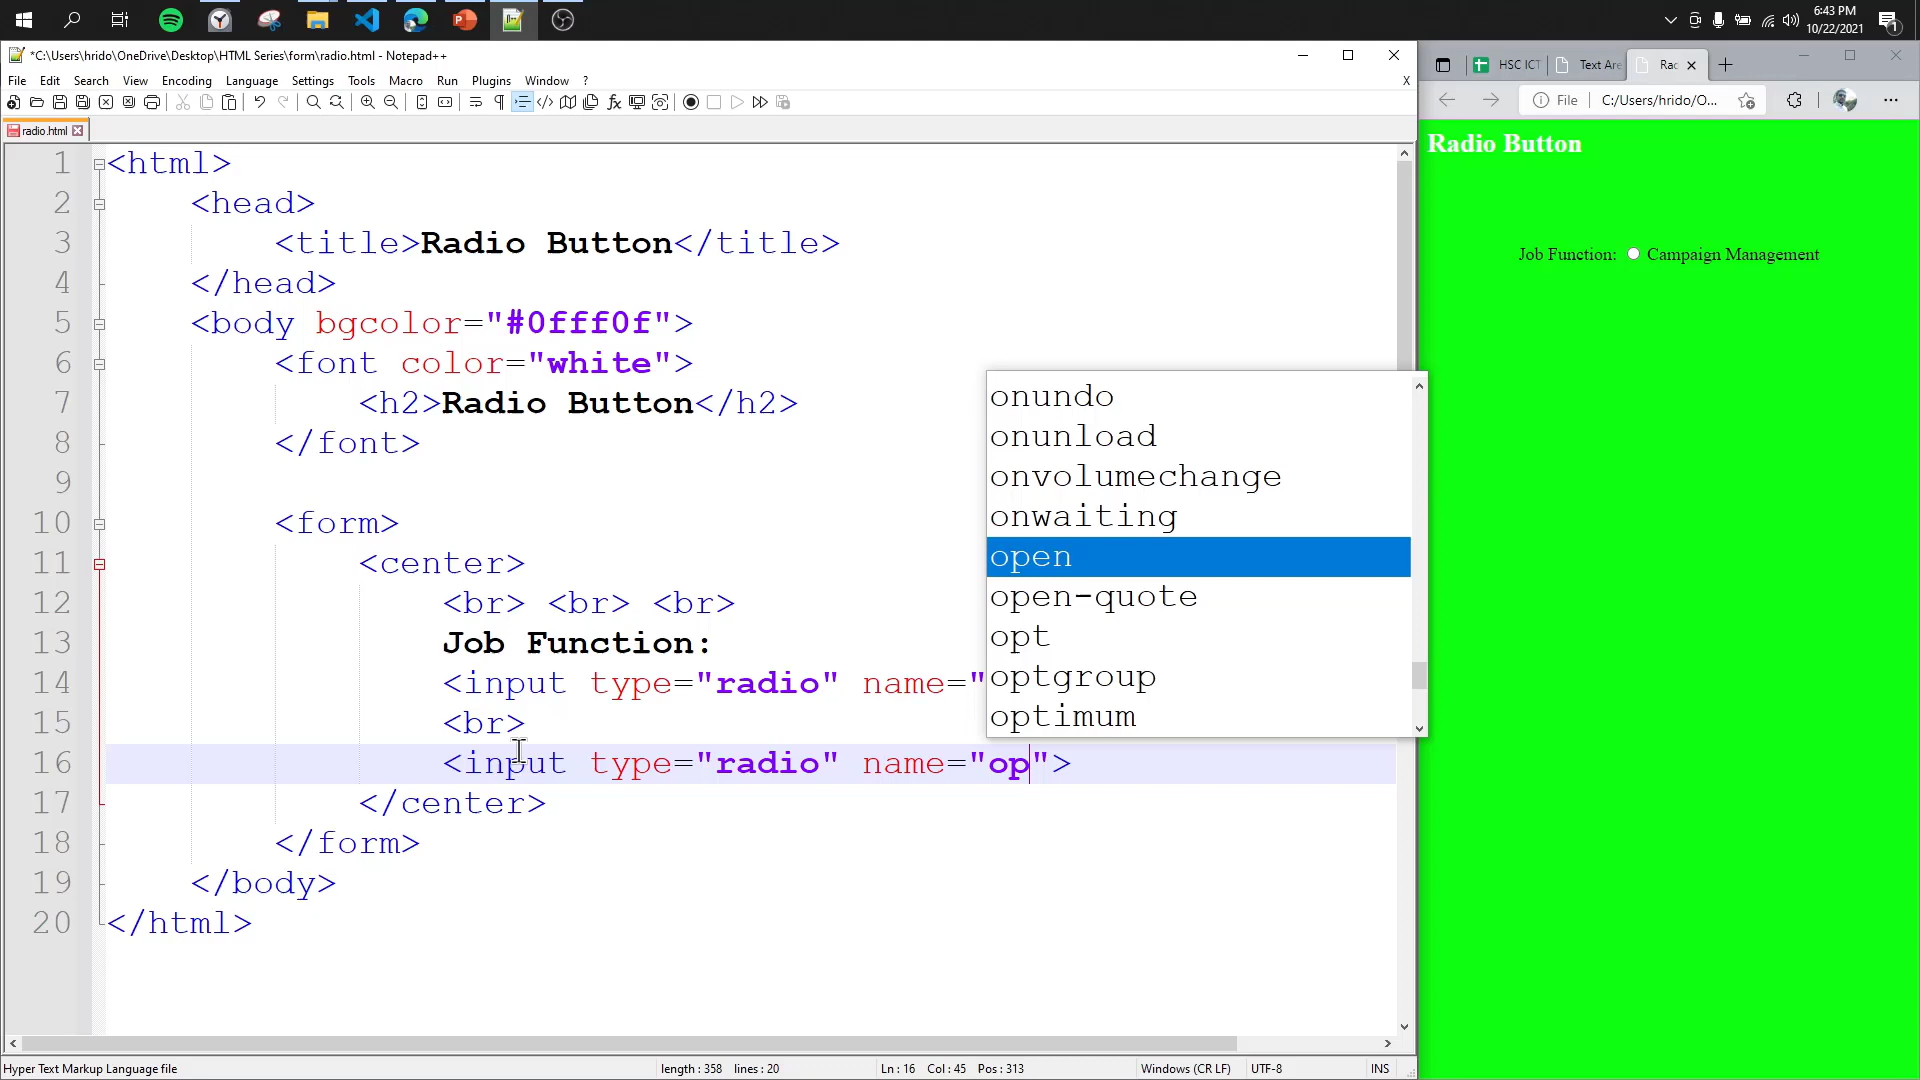 6:43 PM
10/22/2021
1
*C:\Users\hrido\OneDrive\Desktop\HTML Series\form\radio.html - Notepad++
File Edit Search View Encoding Language Settings Tools Macro Run Plugins Window ? X
radio.html
1 <html>
2 <head>
3 <title>Radio Button</title>
4 </head>
5 <body bgcolor="#0fff0f">
6 <font color="white">
7 <h2>Radio Button</h2>
8 </font>
9
10 <form>
11 <center>
12 <br> <br> <br>
13 Job Function:
14 <input type="radio" name="
15 <br>
16 <input type="radio" name="op">
17 </center>
18 </form>
19 </body>
20 </html>
onundo
onunload
onvolumechange
onwaiting
open
open-quote
opt
optgroup
optimum
Hyper Text Markup Language file length : 358 lines : 20 Ln : 16 Col : 45 Pos : 313 Windows (CR LF) UTF-8 INS
HSC ICT Text Are Rac
File C:/Users/hrido/O...
Radio Button
Job Function: Campaign Management